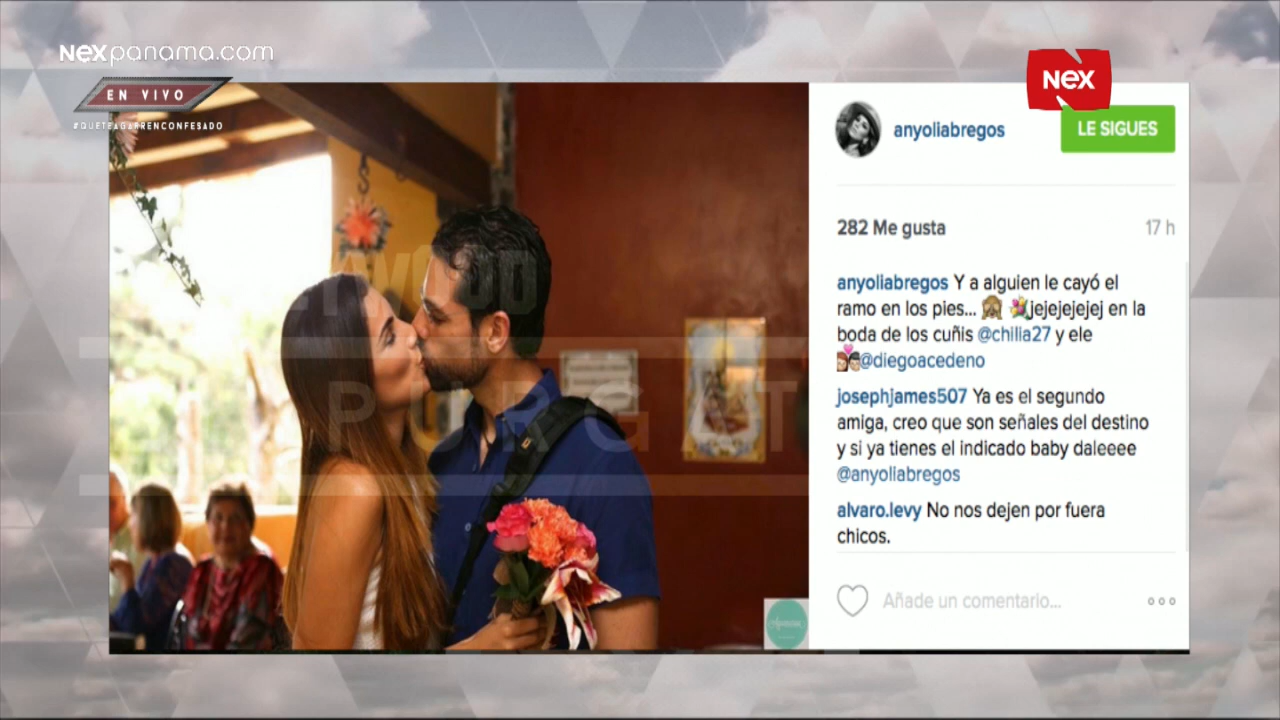 NEXpanama.com
EN VIVO
#QUETEAGARRENCONFESADO
NEX
anyoliabregos
LE SIGUES
282 Me gusta
17 h
anyoliabregos Y a alguien le cayó el
ramo en los pies... 🙈 💐jejejejejej en la
boda de los cuñis @chilia27 y ele
💑@diegoacedeno
josephjames507 Ya es el segundo
amiga, creo que son señales del destino
y si ya tienes el indicado baby daleeee
@anyoliabregos
alvaro.levy No nos dejen por fuera
chicos.
Añade un comentario...